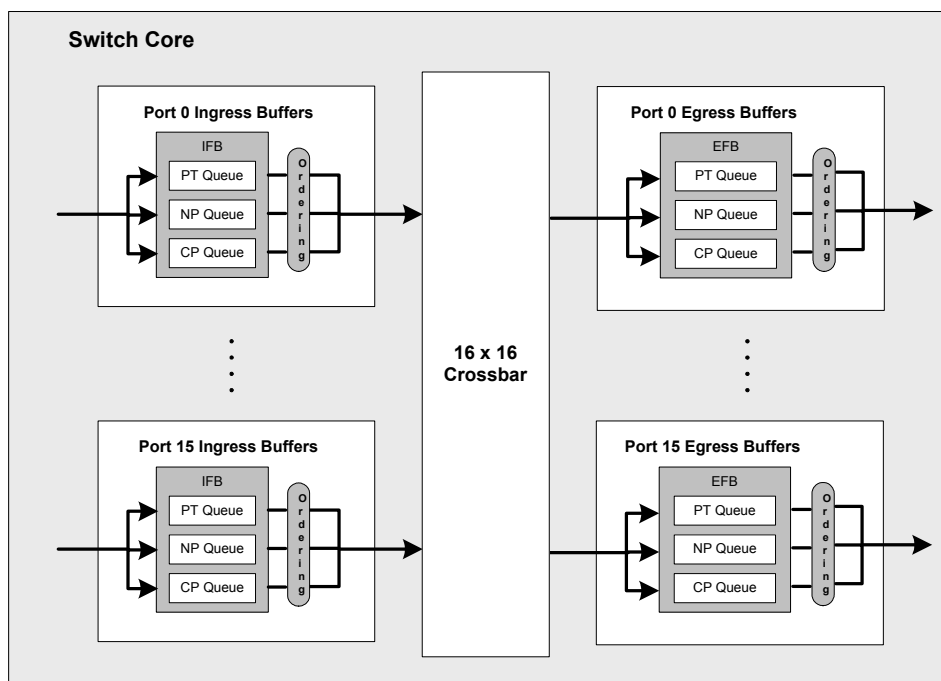 Switch Core
Port 0 Ingress Buffers
IFB
PT Queue
NP Queue
CP Queue
Ordering
Port 0 Egress Buffers
EFB
PT Queue
NP Queue
CP Queue
Ordering
16 x 16
Crossbar
Port 15 Ingress Buffers
IFB
PT Queue
NP Queue
CP Queue
Ordering
Port 15 Egress Buffers
EFB
PT Queue
NP Queue
CP Queue
Ordering